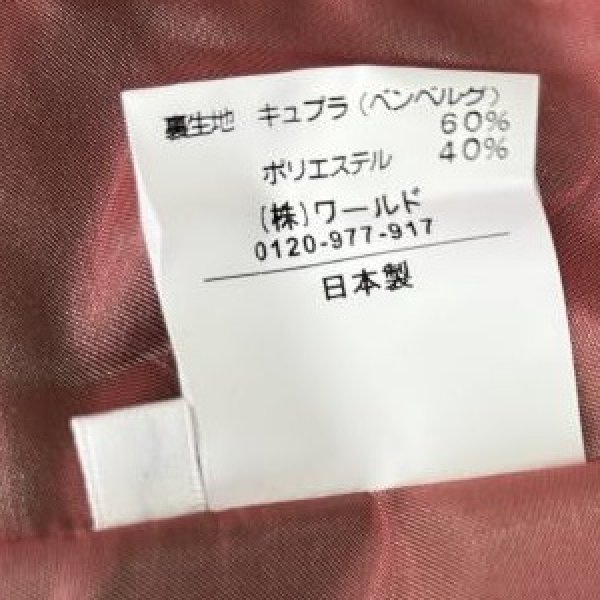 裏生地 キュプラ(ベンベルグ)
60%
ポリエステル 40%
(株)ワールド
0120-977-917
日本製